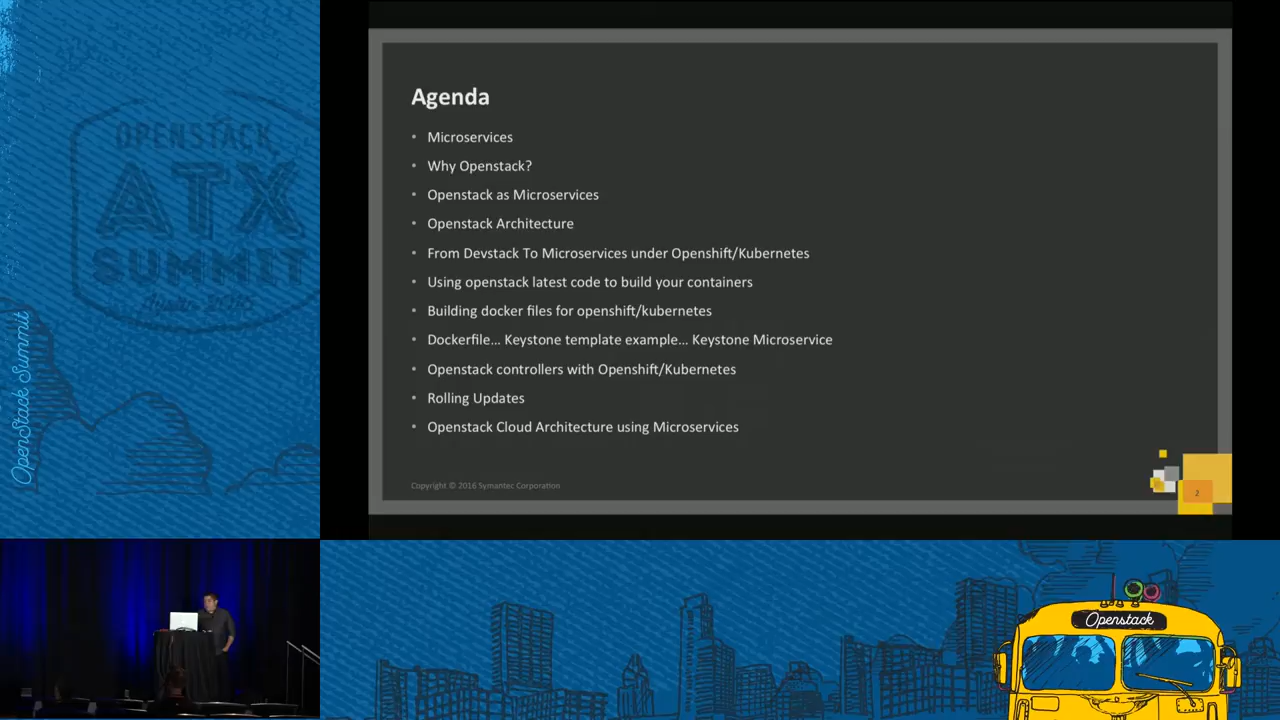 OPENSTACK
ATX
SUMMIT
Austin 2016
OpenStack Summit
Agenda
• Microservices
• Why Openstack?
• Openstack as Microservices
• Openstack Architecture
• From Devstack To Microservices under Openshift/Kubernetes
• Using openstack latest code to build your containers
• Building docker files for openshift/kubernetes
• Dockerfile... Keystone template example... Keystone Microservice
• Openstack controllers with Openshift/Kubernetes
• Rolling Updates
• Openstack Cloud Architecture using Microservices
Copyright © 2016 Symantec Corporation
2
Openstack